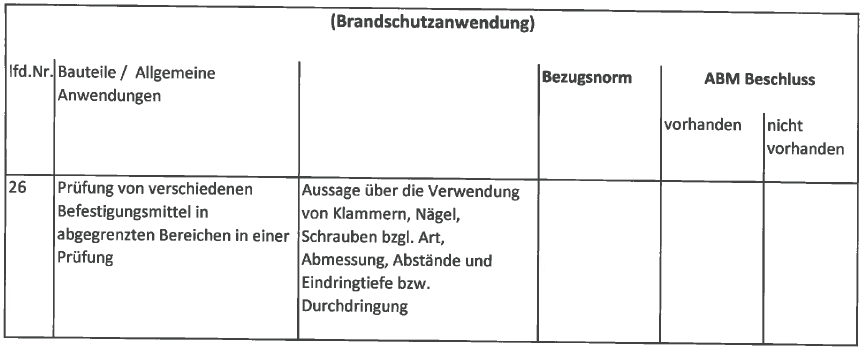 (Brandschutzanwendung)
lfd.Nr. Bauteile / Allgemeine
Anwendungen
Bezugsnorm
ABM Beschluss
vorhanden
nicht
vorhanden
26
Prüfung von verschiedenen
Befestigungsmittel in
abgegrenzten Bereichen in einer
Prüfung
Aussage über die Verwendung
von Klammern, Nägel,
Schrauben bzgl. Art,
Abmessung, Abstände und
Eindringtiefe bzw.
Durchdringung